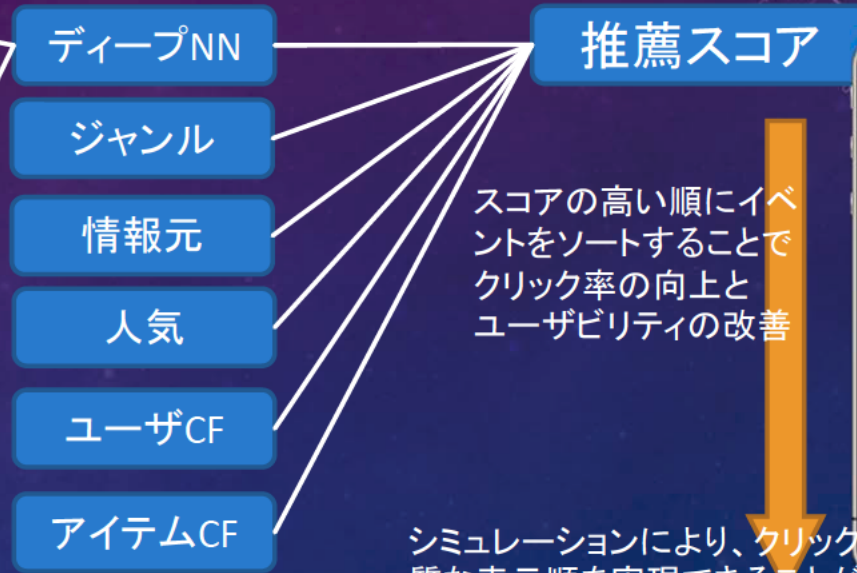 ディープNN
推薦スコア
ジャンル
情報元
人気
ユーザCF
アイテムCF
スコアの高い順にイベ
ントをソートすることで
クリック率の向上と
ユーザビリティの改善
シミュレーションにより、クリック